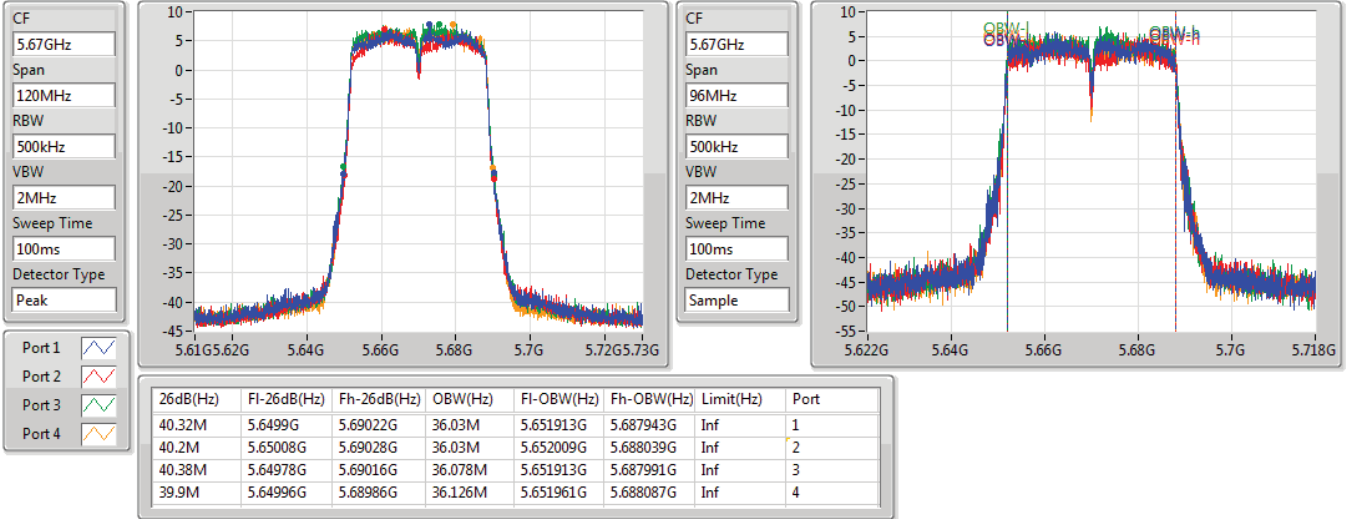 CF
5.67GHz
Span
120MHz
RBW
500kHz
VBW
2MHz
Sweep Time
100ms
Detector Type
Peak
10
5
0
-5
-10
-15
-20
-25
-30
-35
-40
-45
5.61G 5.62G 5.64G 5.66G 5.68G 5.7G 5.72G 5.73G
CF
5.67GHz
Span
96MHz
RBW
500kHz
VBW
2MHz
Sweep Time
100ms
Detector Type
Sample
10
5
0
-5
-10
-15
-20
-25
-30
-35
-40
-45
-50
-55
OBW-l OBW-h
OBW-h
5.622G 5.64G 5.66G 5.68G 5.7G 5.718G
Port 1
Port 2
Port 3
Port 4
26dB(Hz) Fl-26dB(Hz) Fh-26dB(Hz) OBW(Hz) Fl-OBW(Hz) Fh-OBW(Hz) Limit(Hz) Port
40.32M 5.6499G 5.69022G 36.03M 5.651913G 5.687943G Inf 1
40.2M 5.65008G 5.69028G 36.03M 5.652009G 5.688039G Inf 2
40.38M 5.64978G 5.69016G 36.078M 5.651913G 5.687991G Inf 3
39.9M 5.64996G 5.68986G 36.126M 5.651961G 5.688087G Inf 4